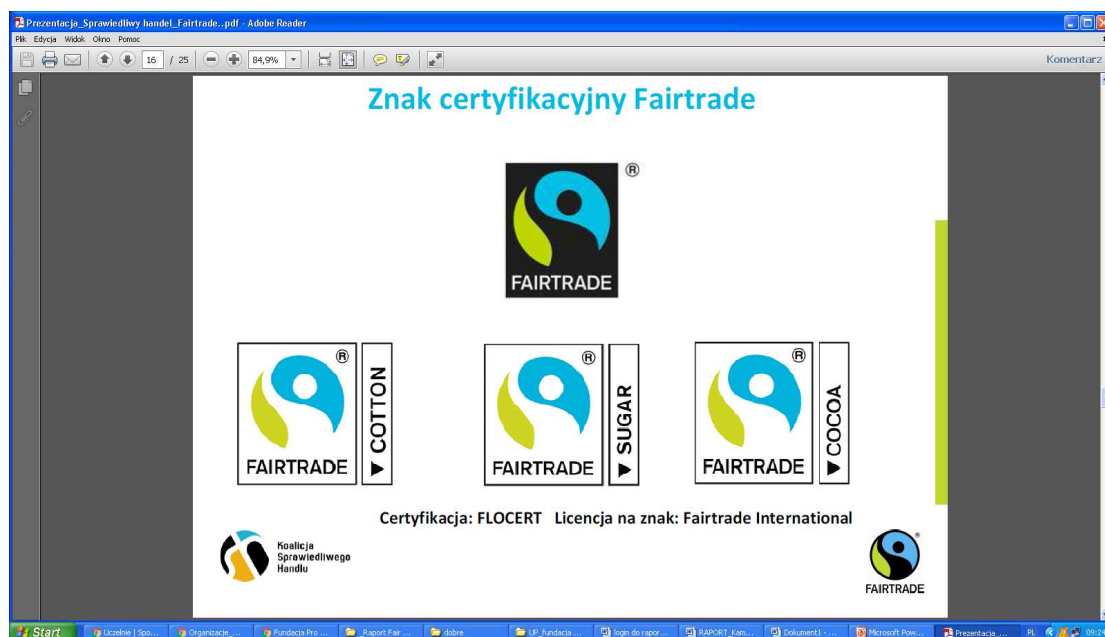 Prezentacja_Sprawiedliwy handel_Fairtrade..pdf - Adobe Reader
Plik Edycja Widok Okno Pomoc
16 / 25 84,9% Komentarz
Znak certyfikacyjny Fairtrade
®
FAIRTRADE
® ® ®
COTTON SUGAR COCOA
FAIRTRADE FAIRTRADE FAIRTRADE
Certyfikacja: FLOCERT Licencja na znak: Fairtrade International
Koalicja
Sprawiedliwego
Handlu
®
FAIRTRADE
Start Uczelnie | Spo... Organizacje_... Fundacja Pro ... Raport Fair ... dobre UP_fundacja ... login do rapor... RAPORT_Kam... Dokument1 - ... Microsoft Pow... Prezentacja_... PL